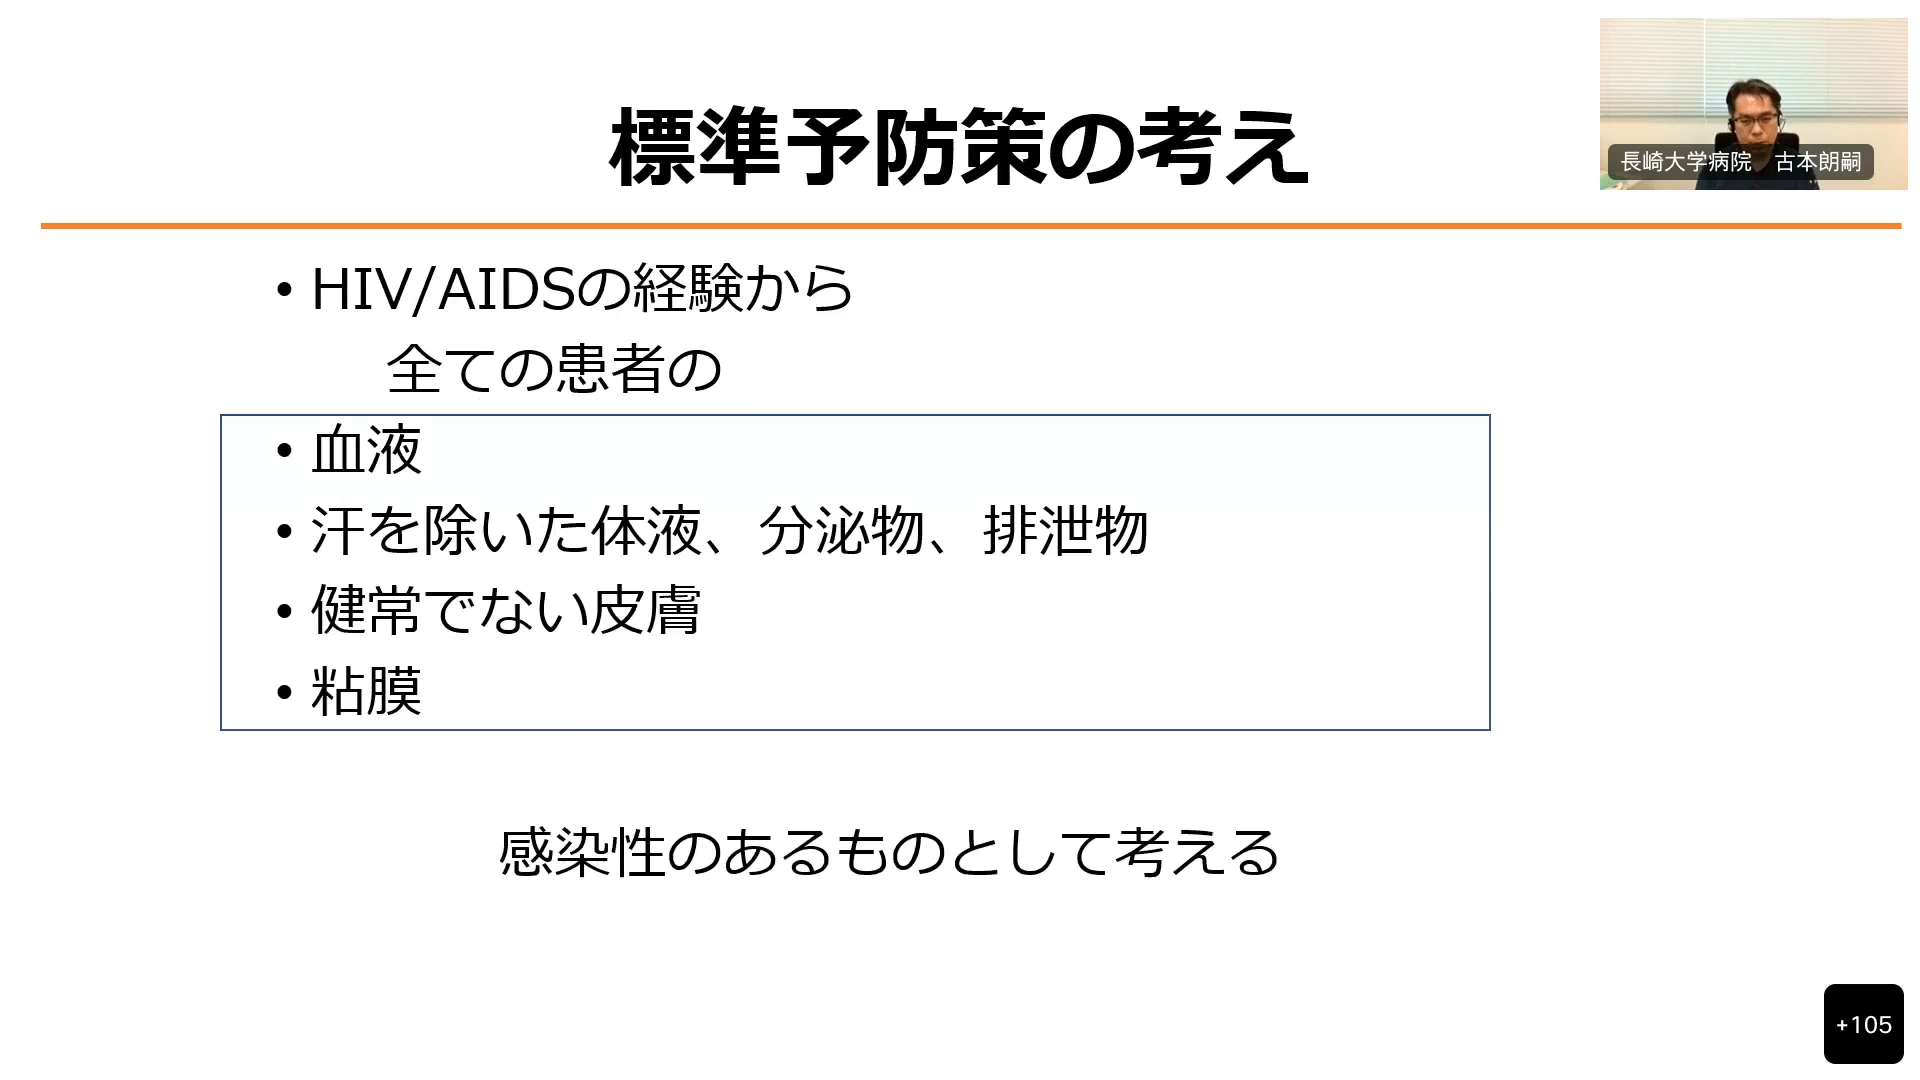 標準予防策の考え
長崎大学病院　古本朗嗣
• HIV/AIDSの経験から
全ての患者の
• 血液
• 汗を除いた体液、分泌物、排泄物
• 健常でない皮膚
• 粘膜
感染性のあるものとして考える
+105